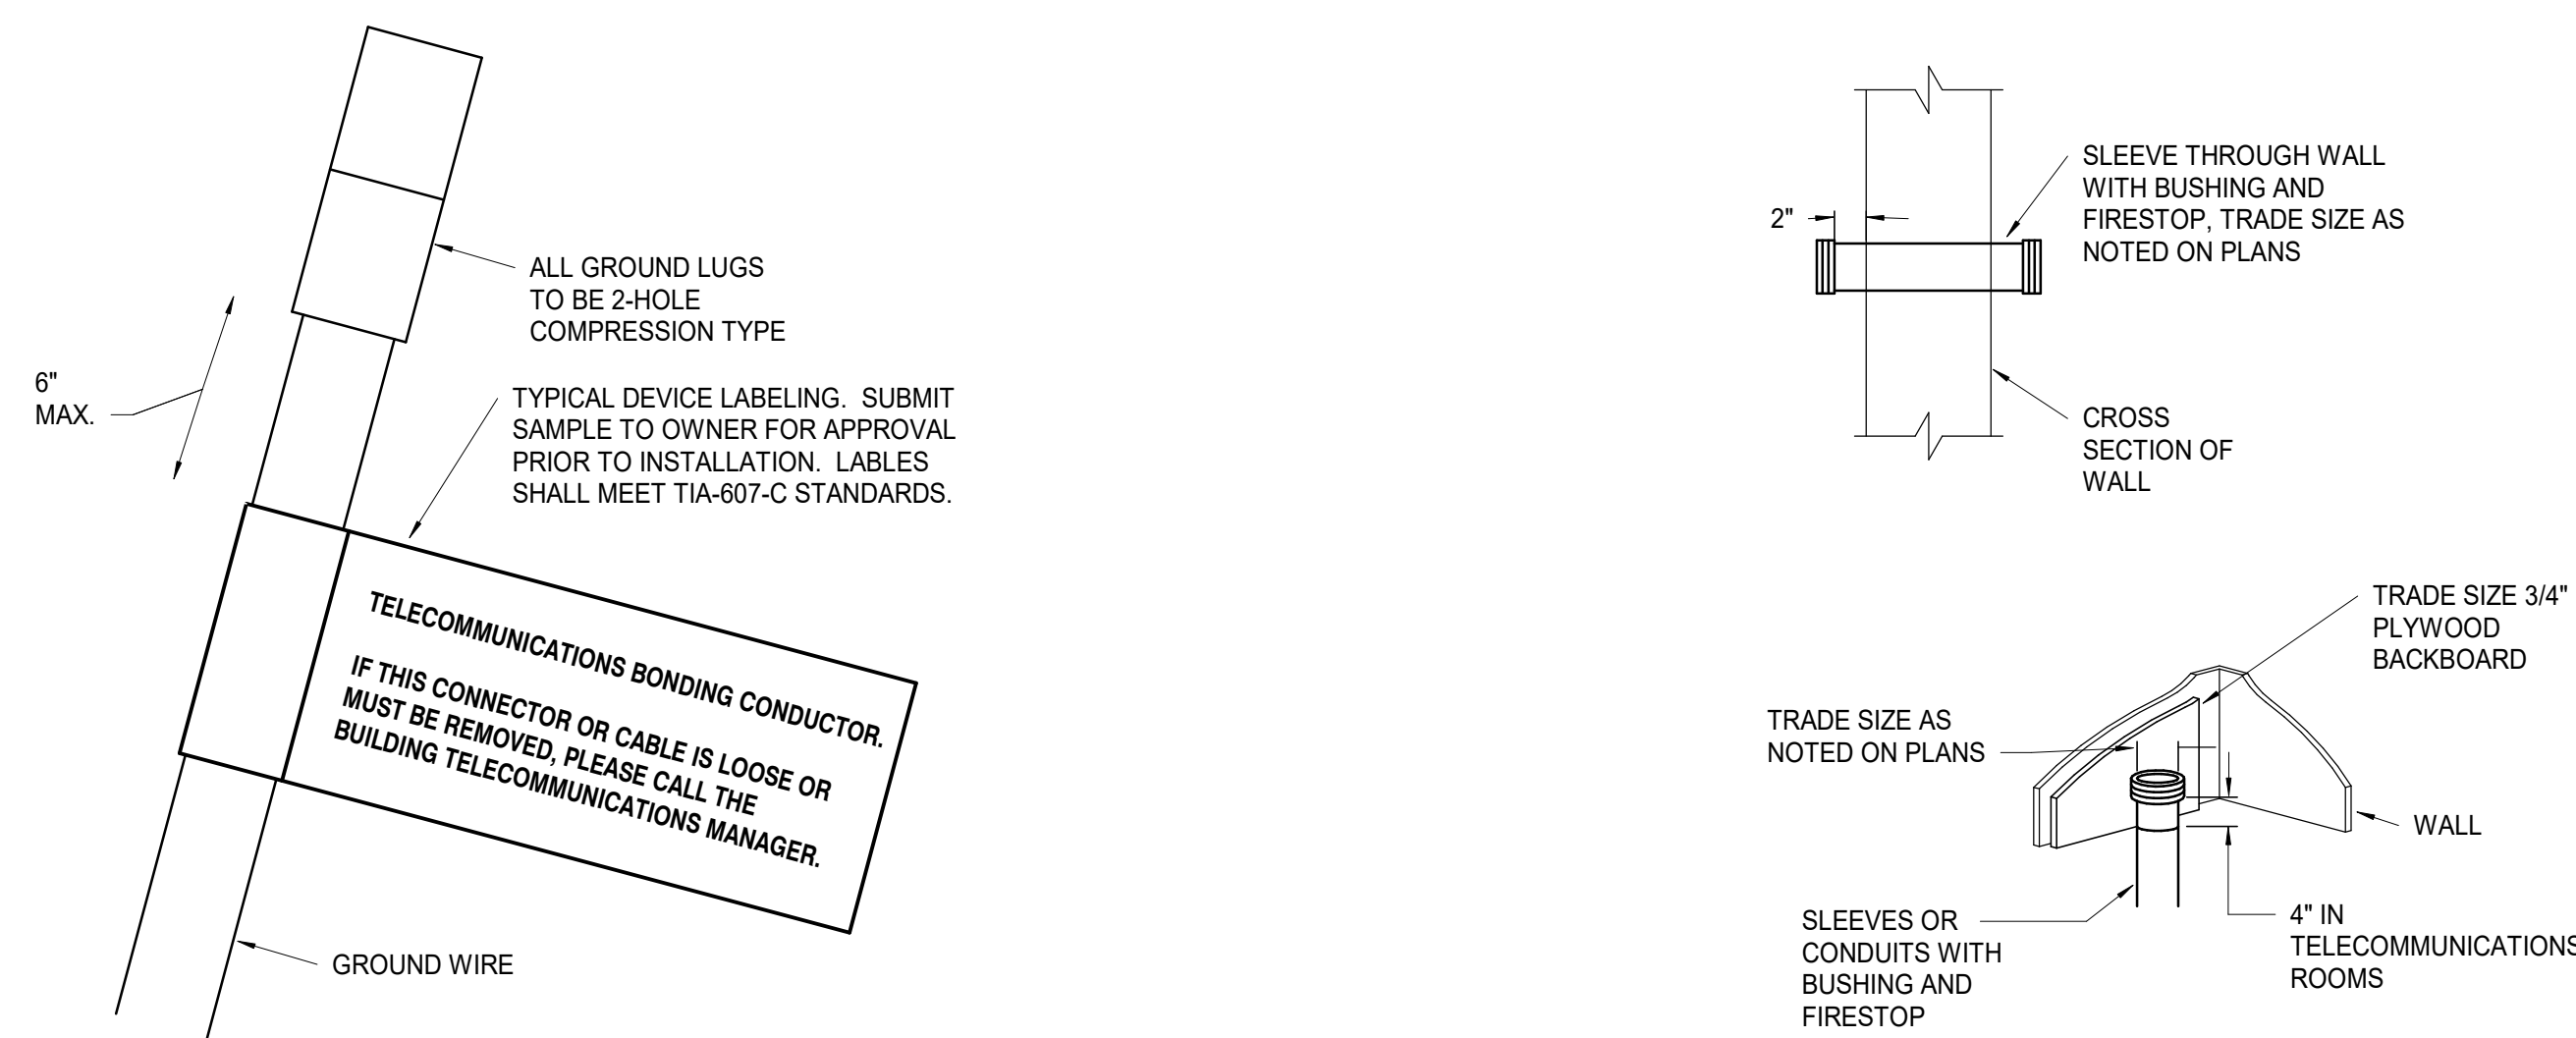 ALL GROUND LUGS
TO BE 2-HOLE
COMPRESSION TYPE
6"
MAX.
TYPICAL DEVICE LABELING. SUBMIT
SAMPLE TO OWNER FOR APPROVAL
PRIOR TO INSTALLATION. LABLES
SHALL MEET TIA-607-C STANDARDS.
TELECOMMUNICATIONS BONDING CONDUCTOR.
IF THIS CONNECTOR OR CABLE IS LOOSE OR
MUST BE REMOVED, PLEASE CALL THE
BUILDING TELECOMMUNICATIONS MANAGER.
GROUND WIRE
SLEEVE THROUGH WALL
WITH BUSHING AND
FIRESTOP, TRADE SIZE AS
NOTED ON PLANS
2"
CROSS
SECTION OF
WALL
TRADE SIZE 3/4"
PLYWOOD
BACKBOARD
TRADE SIZE AS
NOTED ON PLANS
WALL
SLEEVES OR
CONDUITS WITH
BUSHING AND
FIRESTOP
4" IN
TELECOMMUNICATIONS
ROOMS